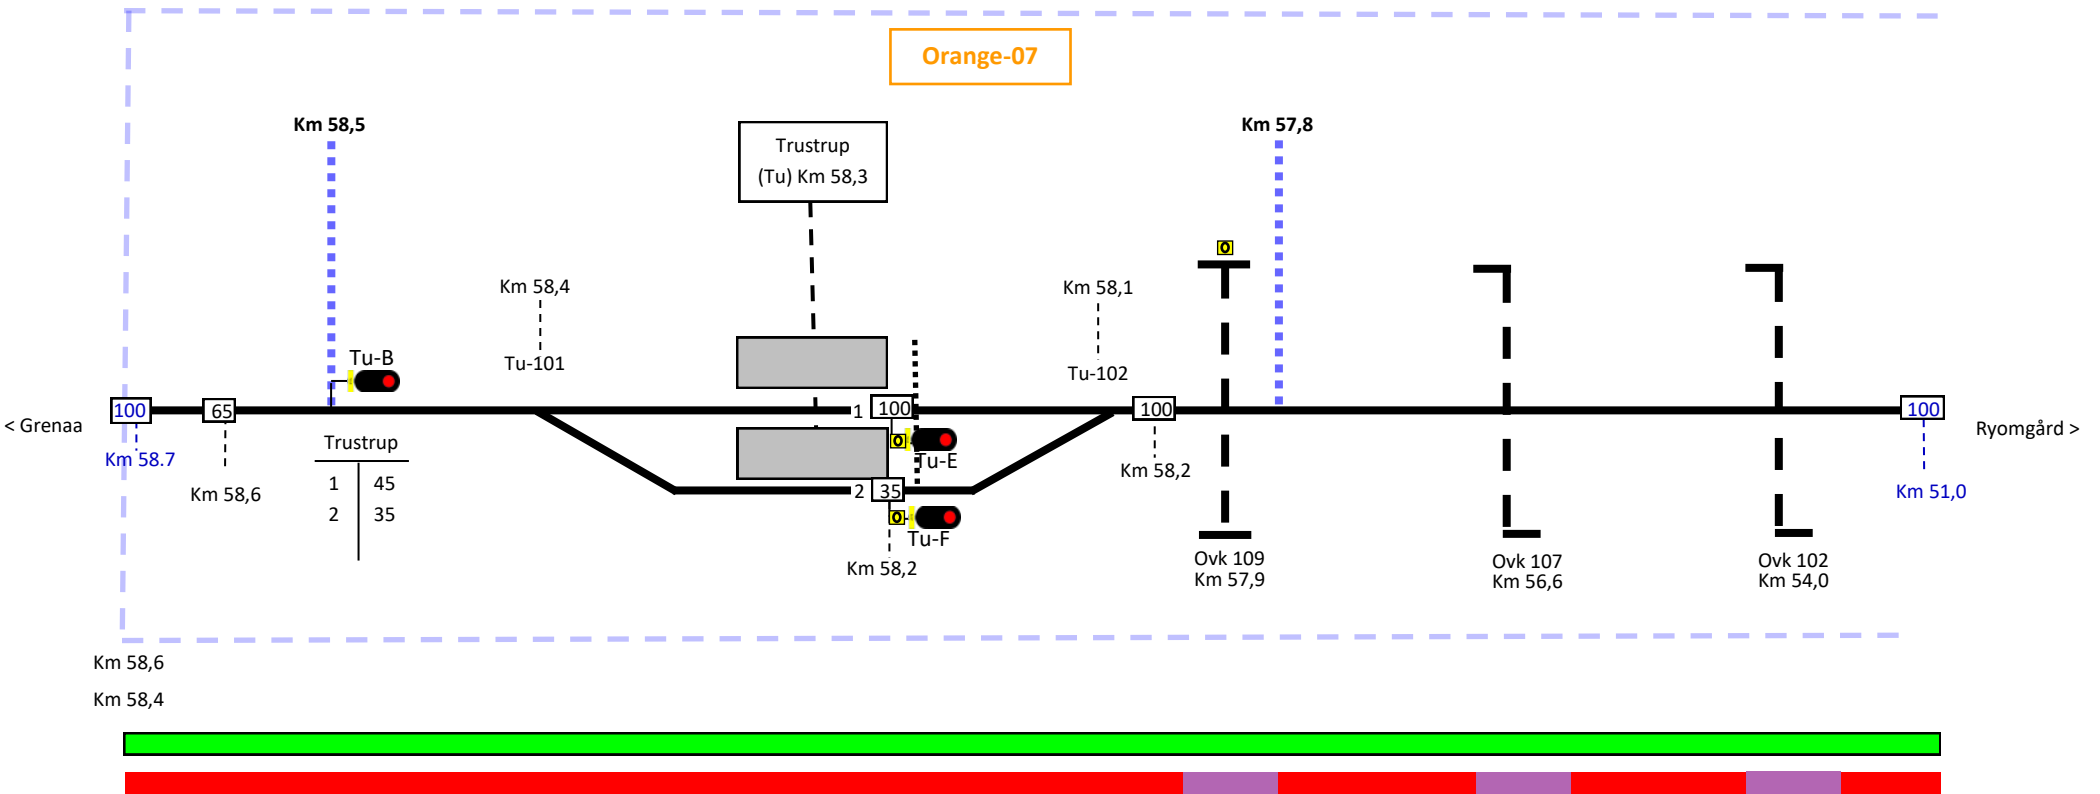 Orange-07
Km 58,5
Trustrup
(Tu) Km 58,3
Km 57,8
O
Km 58,4
Km 58,1
Tu-B
Tu-101
Tu-102
100
65
1
100
100
100
< Grenaa
Ryomgård >
O
Tu-E
Km 58.7
Km 58,6
Trustrup
1 45
2 35
Km 58,2
Km 51,0
2
35
O
Tu-F
Km 58,2
Ovk 109
Km 57,9
Ovk 107
Km 56,6
Ovk 102
Km 54,0
Km 58,6
Km 58,4